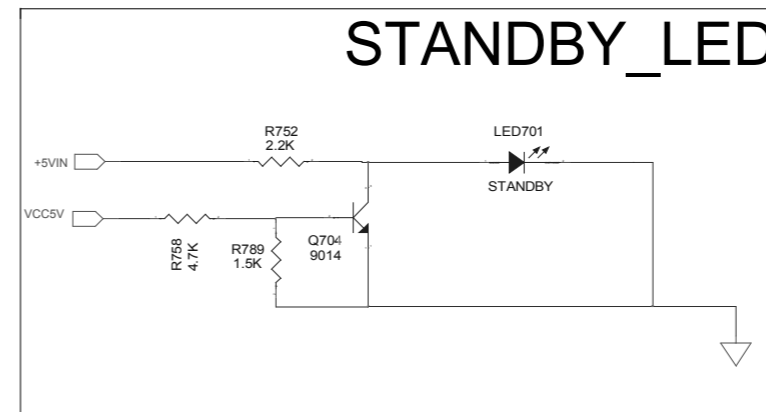 STANDBY_LED
R752
2.2K
LED701
+5VIN
STANDBY
VCC5V
R758
4.7K
R789
1.5K
Q704
9014